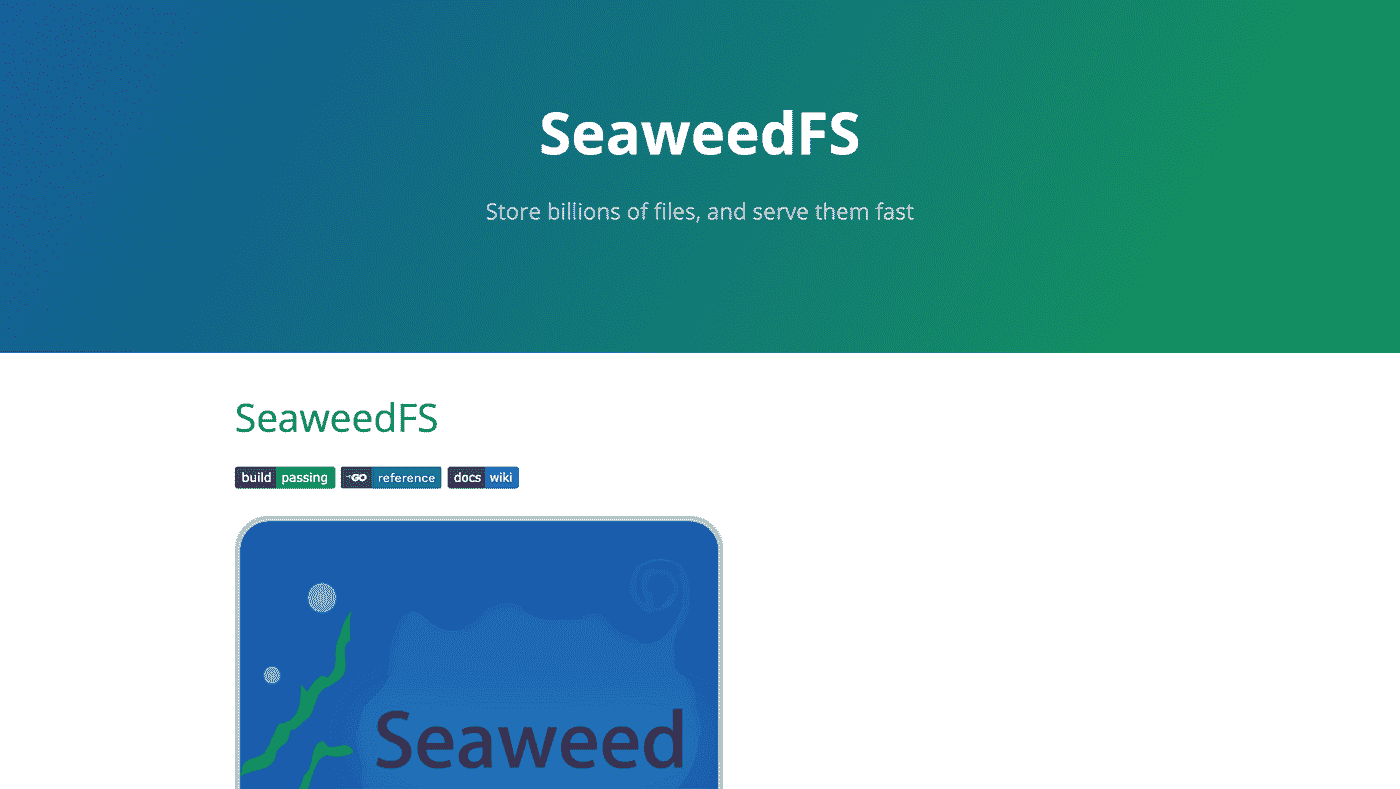 SeaweedFS
Store billions of files, and serve them fast
SeaweedFS
build passing GO reference docs wiki
Seaweed